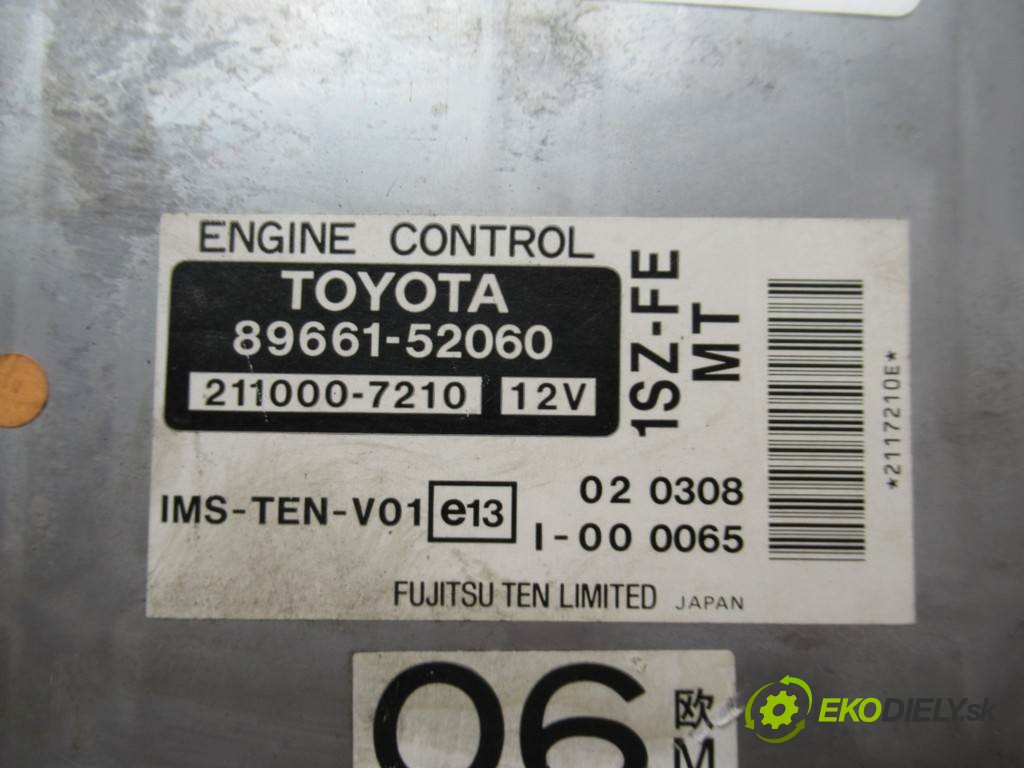 ENGINE CONTROL
TOYOTA
89661-52060
211000-7210 12V
1SZ-FE
MT
*2117210E*
IMS-TEN-V01 e13
02 0308
I-00 0065
FUJITSU TEN LIMITED JAPAN
06
欧
M
EKODIELY.sk